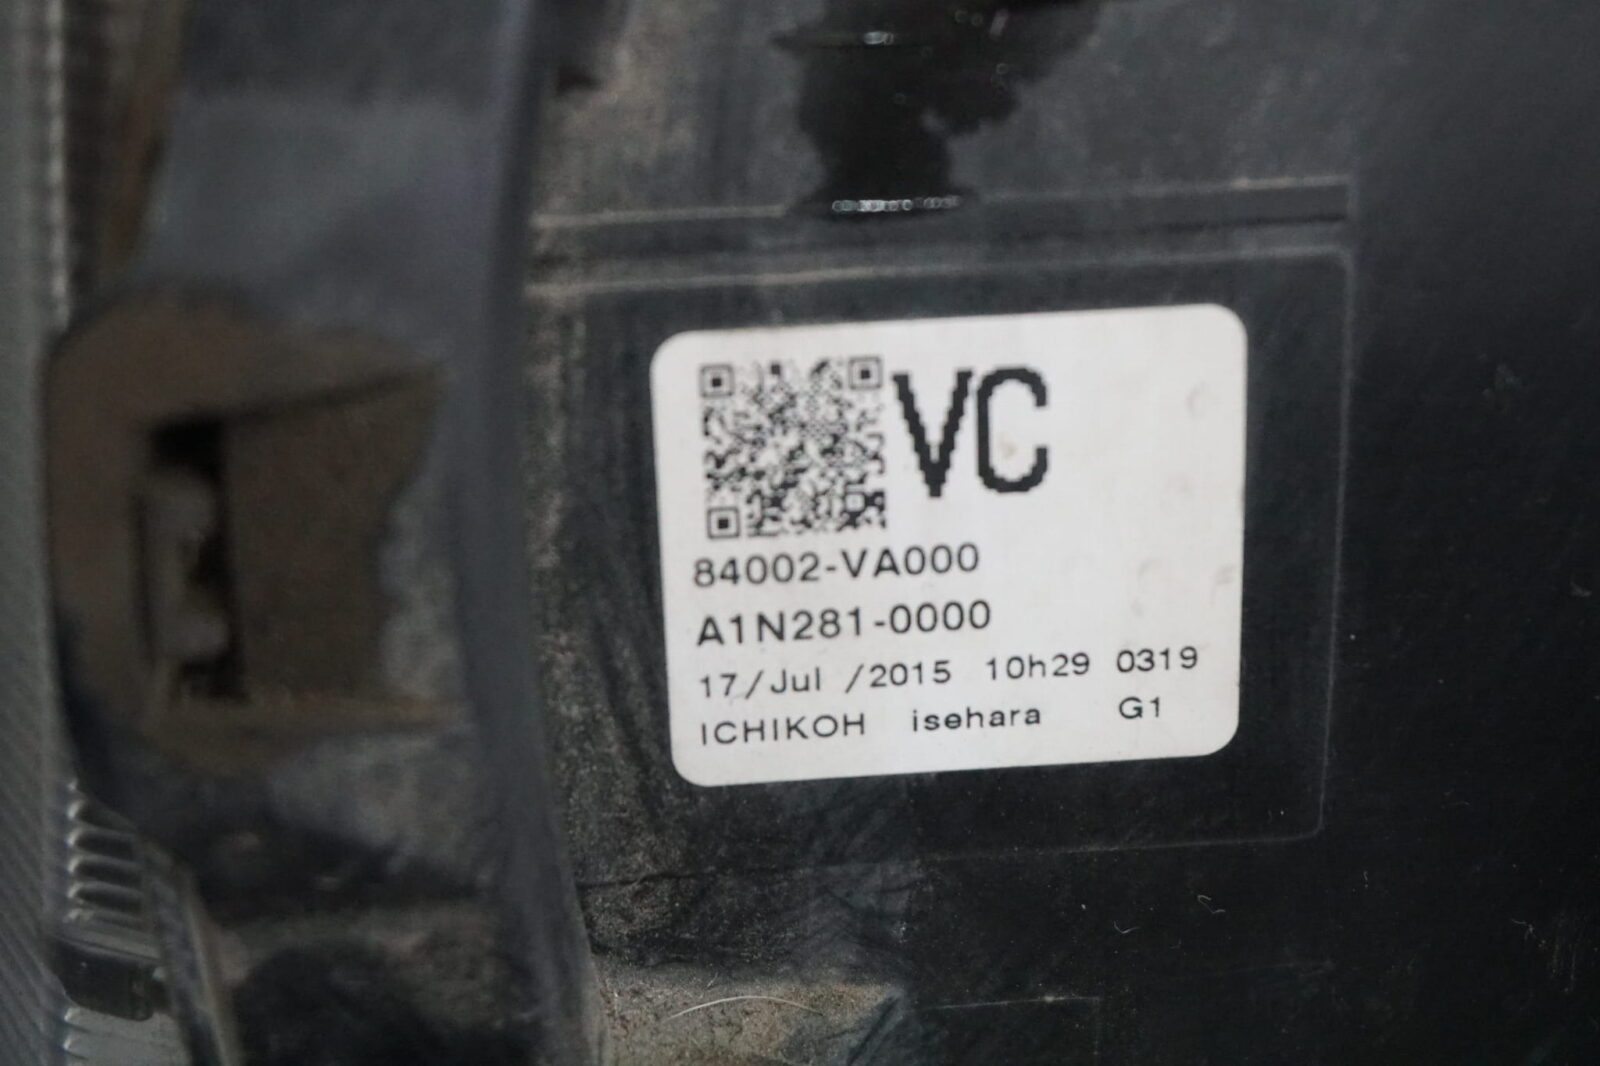 VC
84002-VA000
A1N281-0000
17/Jul /2015 10h29 0319
ICHIKOH isehara G1